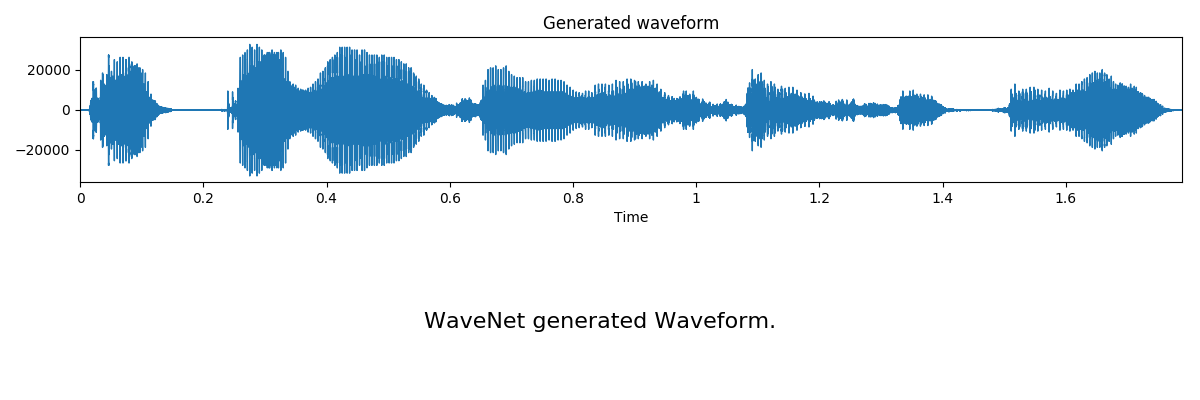 Generated waveform
20000
0
−20000
0 0.2 0.4 0.6 0.8 1 1.2 1.4 1.6
Time
WaveNet generated Waveform.